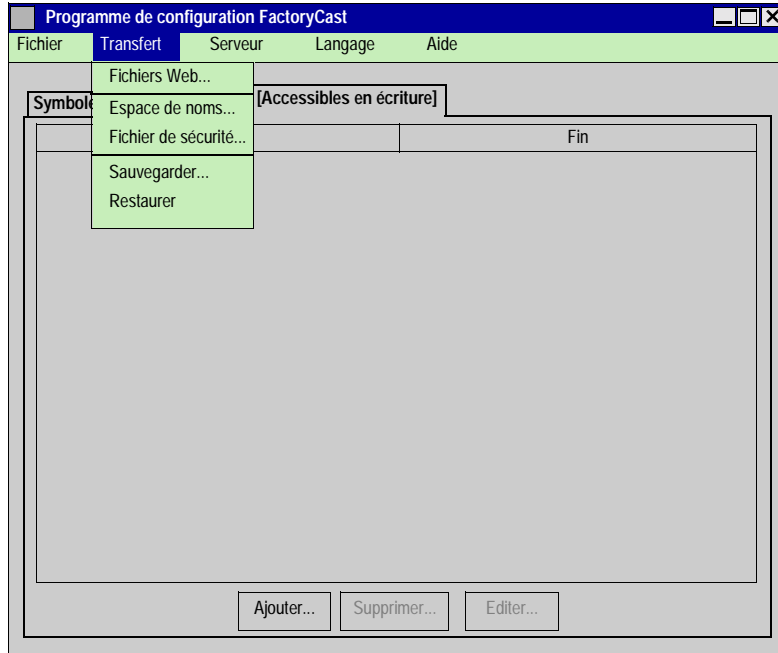 Programme de configuration FactoryCast
Fichier Transfert Serveur Langage Aide
Fichiers Web...
Espace de noms...
Fichier de sécurité...
Sauvegarder...
Restaurer
[Accessibles en écriture]
Fin
Ajouter... Supprimer... Editer...